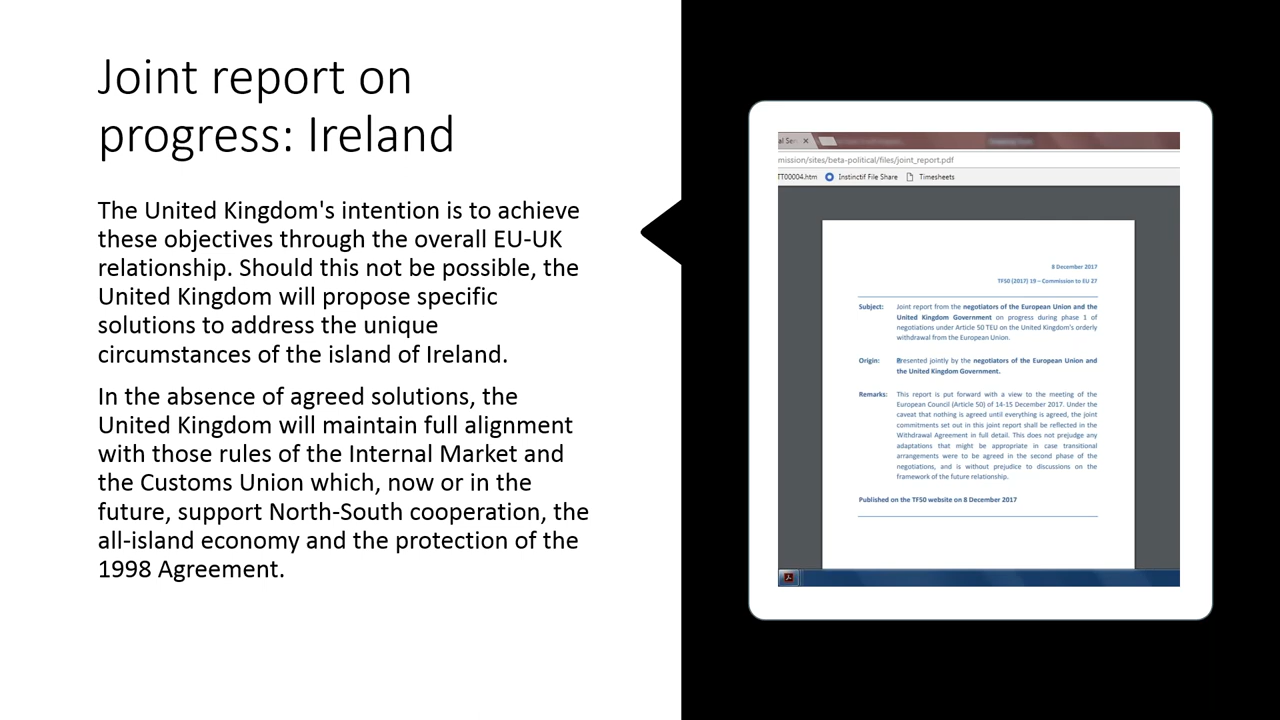 Joint report on
progress: Ireland
The United Kingdom's intention is to achieve
these objectives through the overall EU-UK
relationship. Should this not be possible, the
United Kingdom will propose specific
solutions to address the unique
circumstances of the island of Ireland.
In the absence of agreed solutions, the
United Kingdom will maintain full alignment
with those rules of the Internal Market and
the Customs Union which, now or in the
future, support North-South cooperation, the
all-island economy and the protection of the
1998 Agreement.
al Ser
mission/sites/beta-political/files/joint_report.pdf
TT00004.htm Instinctif File Share Timesheets
8 December 2017
TF50 (2017) 19 – Commission to EU 27
Subject: Joint report from the negotiators of the European Union and the
United Kingdom Government on progress during phase 1 of
negotiations under Article 50 TEU on the United Kingdom's orderly
withdrawal from the European Union.
Origin: Presented jointly by the negotiators of the European Union and
the United Kingdom Government.
Remarks: This report is put forward with a view to the meeting of the
European Council (Article 50) of 14-15 December 2017. Under the
caveat that nothing is agreed until everything is agreed, the joint
commitments set out in this joint report shall be reflected in the
Withdrawal Agreement in full detail. This does not prejudge any
adaptations that might be appropriate in case transitional
arrangements were to be agreed in the second phase of the
negotiations, and is without prejudice to discussions on the
framework of the future relationship.
Published on the TF50 website on 8 December 2017